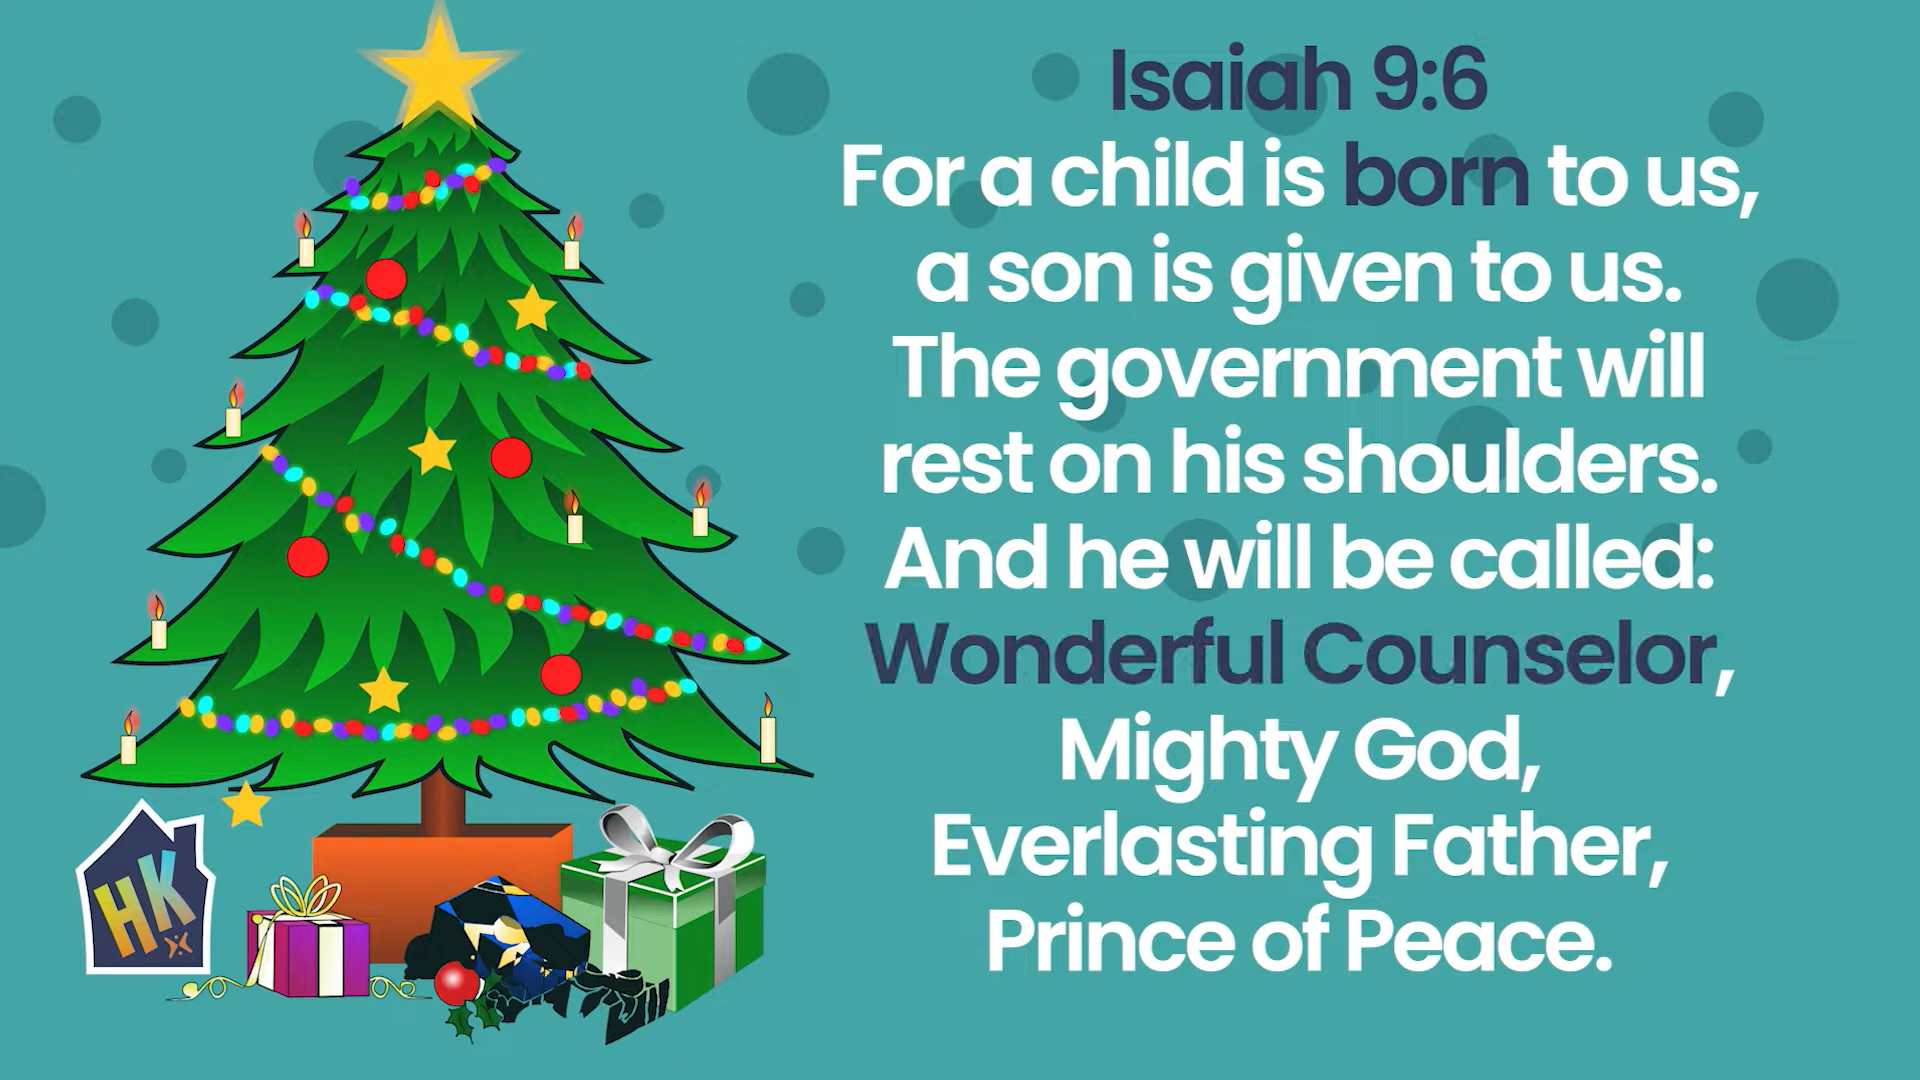 Isaiah 9:6
For a child is born to us,
a son is given to us.
The government will
rest on his shoulders.
And he will be called:
Wonderful Counselor,
Mighty God,
Everlasting Father,
Prince of Peace.
HK